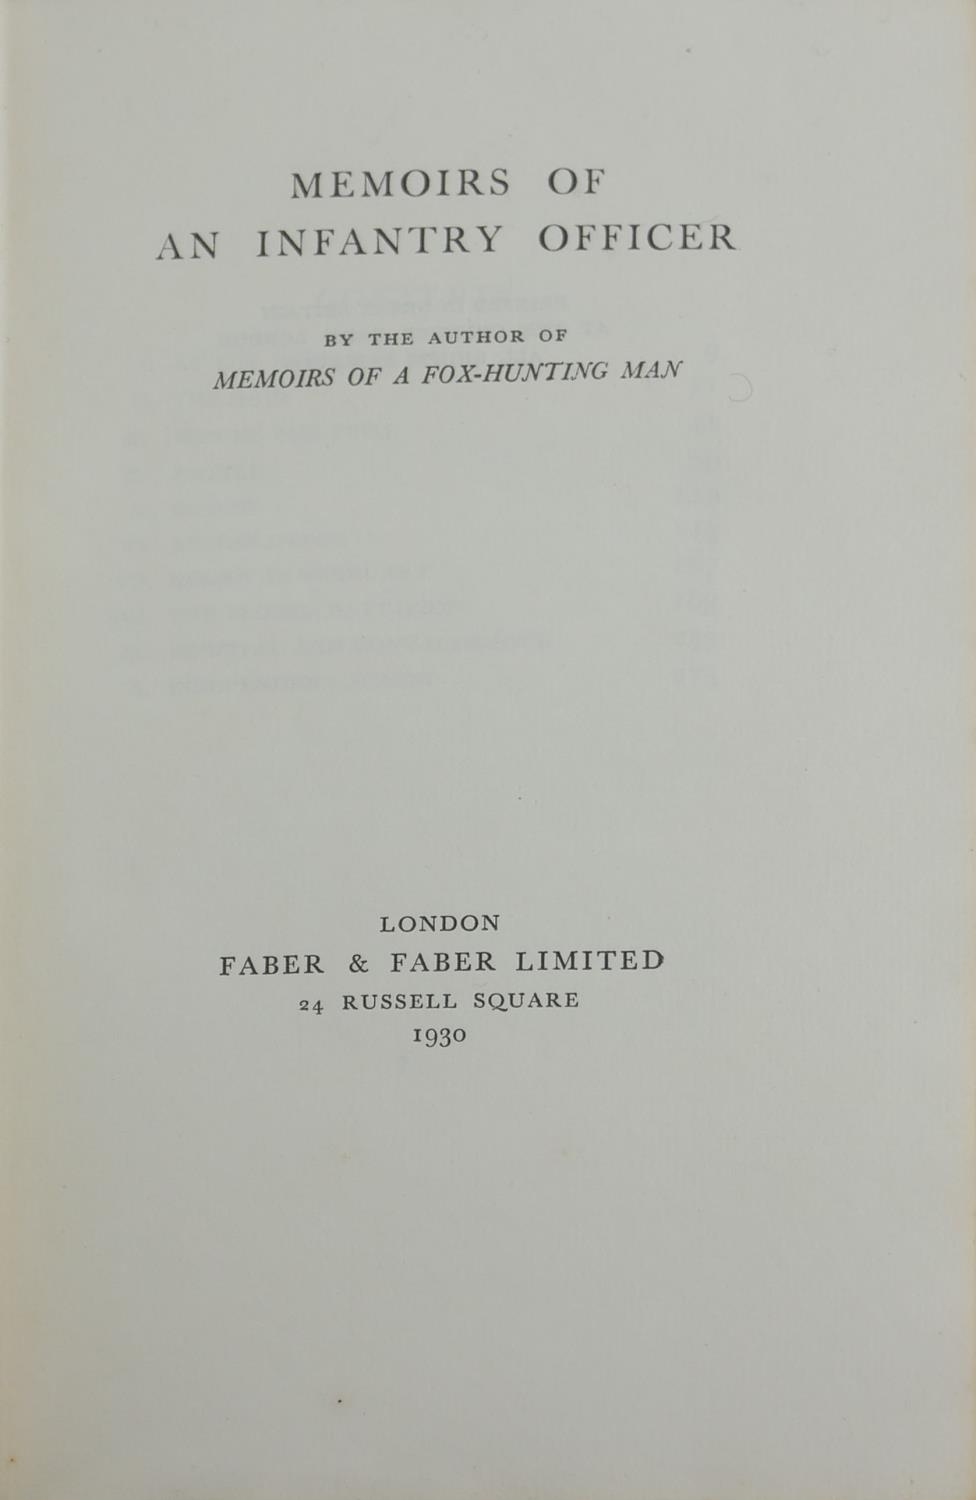 MEMOIRS OF
AN INFANTRY OFFICER
BY THE AUTHOR OF
MEMOIRS OF A FOX-HUNTING MAN
LONDON
FABER & FABER LIMITED
24 RUSSELL SQUARE
1930